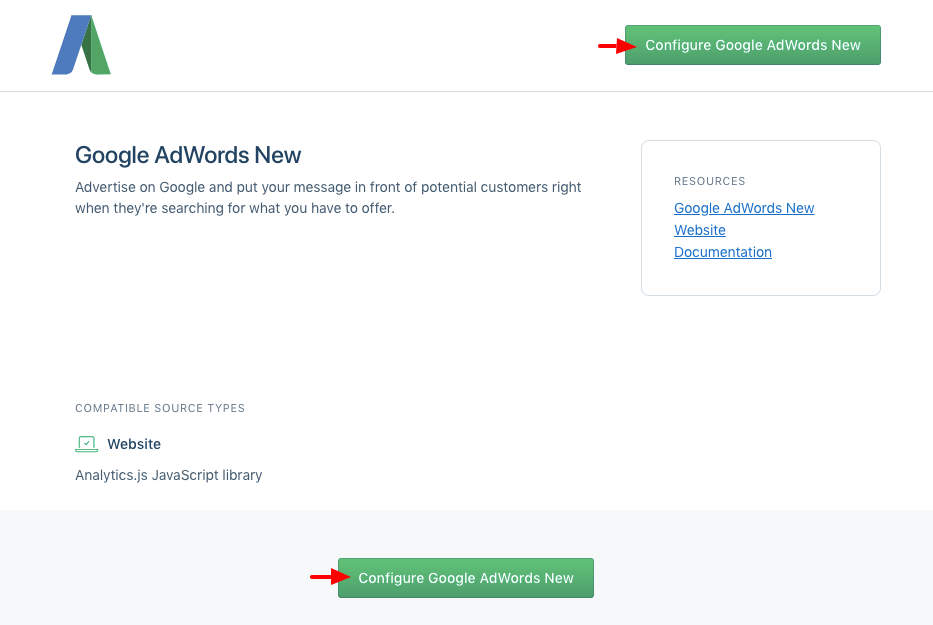 Configure Google AdWords New
Google AdWords New
Advertise on Google and put your message in front of potential customers right
when they're searching for what you have to offer.
RESOURCES
Google AdWords New
Website
Documentation
COMPATIBLE SOURCE TYPES
Website
Analytics.js JavaScript library
Configure Google AdWords New